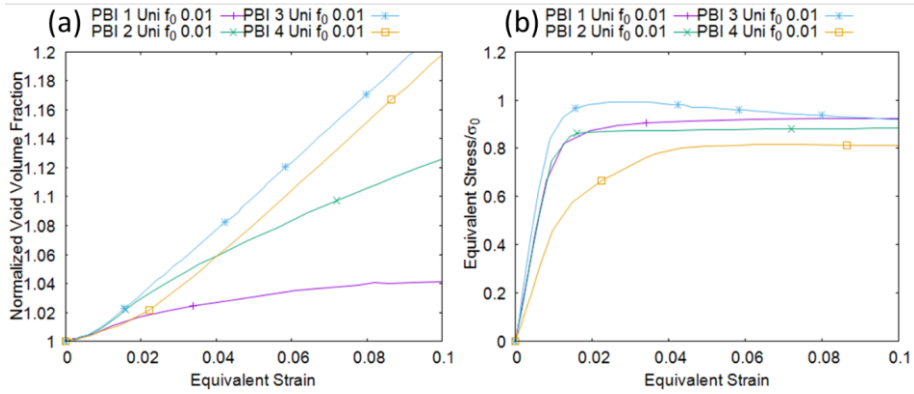 (a)
PBI 1 Uni f0 0.01
PBI 3 Uni f0 0.01
PBI 2 Uni f0 0.01
PBI 4 Uni f0 0.01
1.2
1.18
1.16
1.14
1.12
1.1
1.08
1.06
1.04
1.02
1
Normalized Void Volume Fraction
0
0.02
0.04
0.06
0.08
0.1
Equivalent Strain
(b)
PBI 1 Uni f0 0.01
PBI 3 Uni f0 0.01
PBI 2 Uni f0 0.01
PBI 4 Uni f0 0.01
1.2
1
0.8
0.6
0.4
0.2
0
Equivalent Stress/σ0
0
0.02
0.04
0.06
0.08
0.1
Equivalent Strain